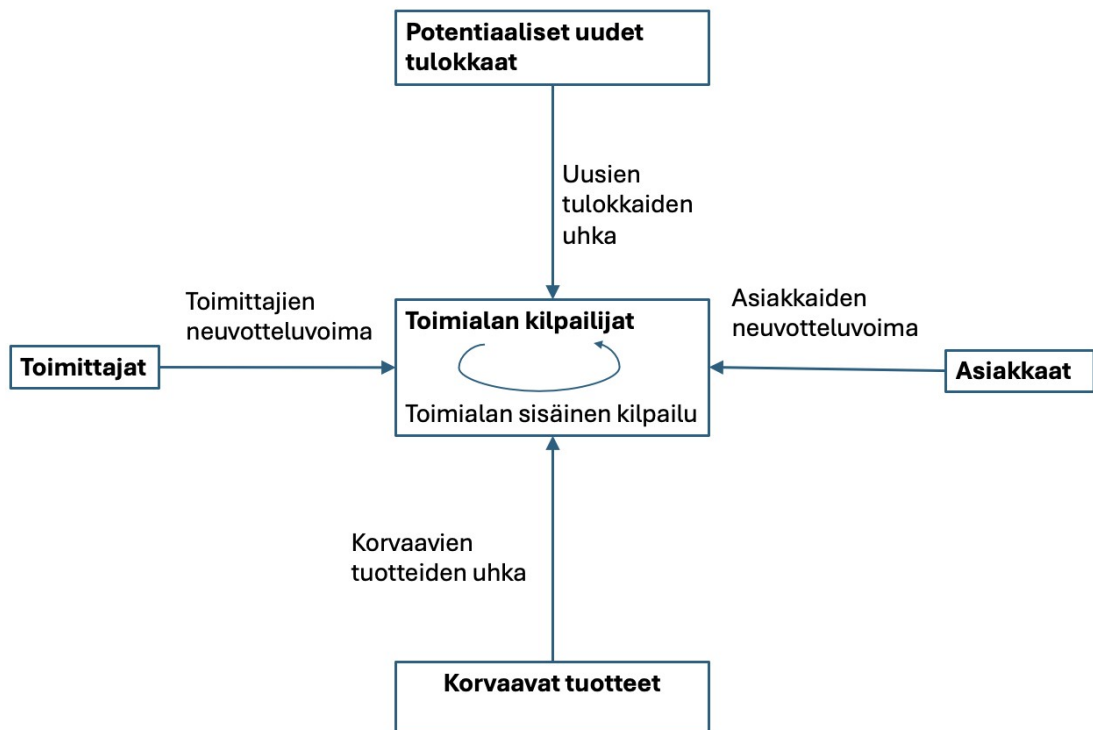 Potentiaaliset uudet
tulokkaat
Uusien
tulokkaiden
uhka
Toimittajien
neuvotteluvoima
Toimialan kilpailijat
Asiakkaiden
neuvotteluvoima
Toimittajat
Asiakkaat
Toimialan sisäinen kilpailu
Korvaavien
tuotteiden uhka
Korvaavat tuotteet